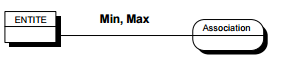 ENTITE
Min, Max
Association